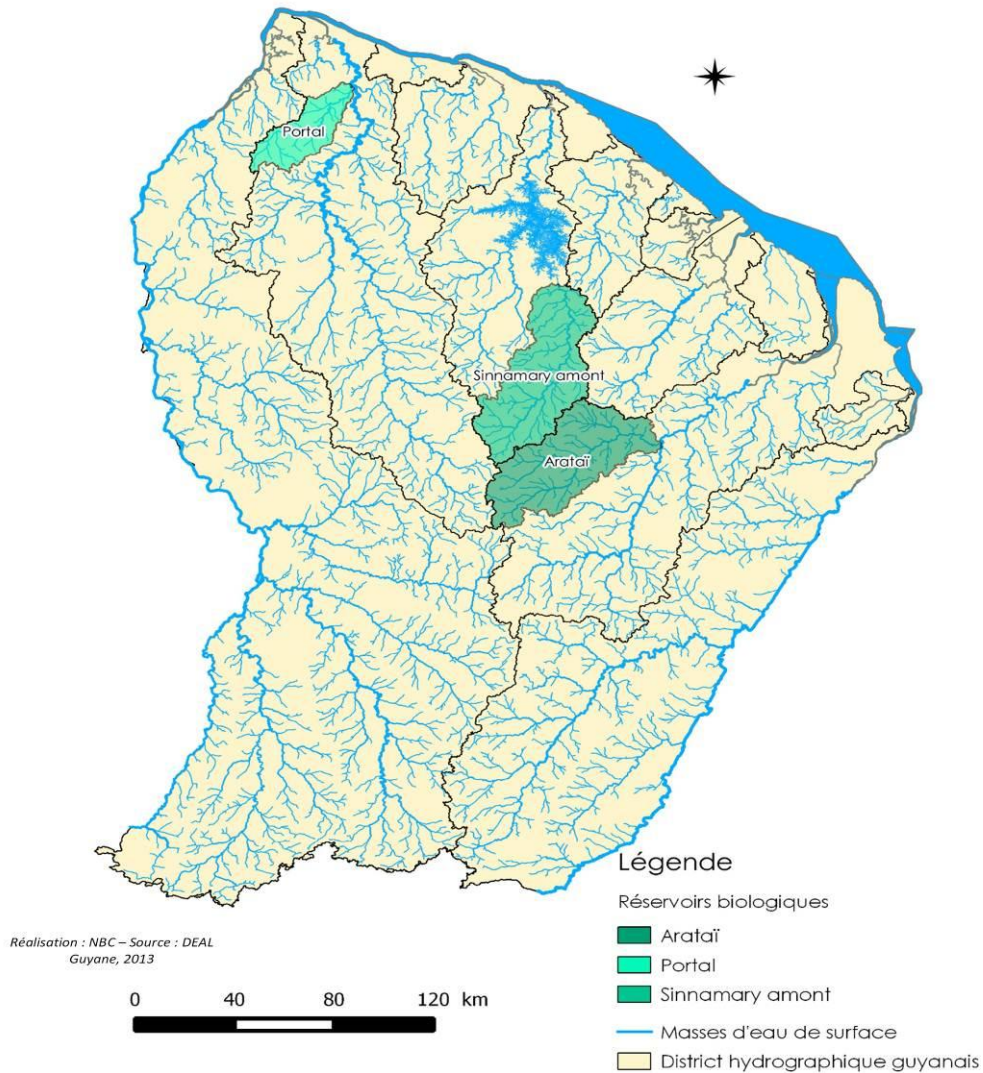 Portal
Sinnamary amont
Arataï
Légende
Réservoirs biologiques
Arataï
Portal
Sinnamary amont
Masses d'eau de surface
District hydrographique guyanais
Réalisation : NBC – Source : DEAL
Guyane, 2013
0 40 80 120 km